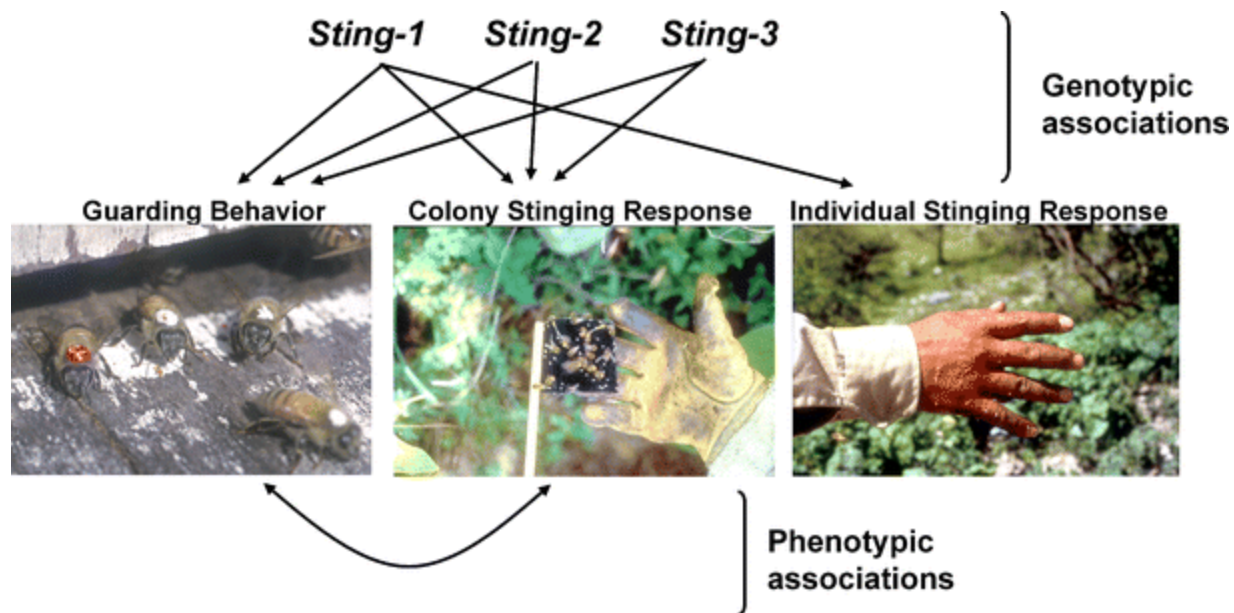 Sting-1 Sting-2 Sting-3
Genotypic
associations
Guarding Behavior Colony Stinging Response Individual Stinging Response
Phenotypic
associations